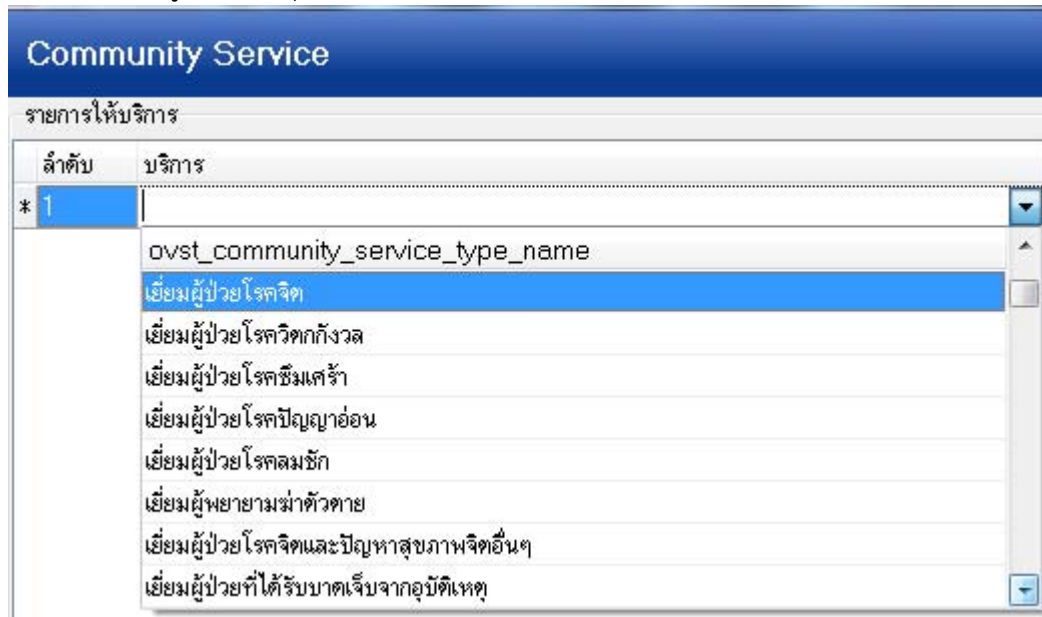 Community Service
รายการให้บริการ
ลำดับ บริการ
* 1
ovst_community_service_type_name
เยี่ยมผู้ป่วยโรคจิต
เยี่ยมผู้ป่วยโรควิตกกังวล
เยี่ยมผู้ป่วยโรคซึมเศร้า
เยี่ยมผู้ป่วยโรคปัญญาอ่อน
เยี่ยมผู้ป่วยโรคลมชัก
เยี่ยมผู้พยายามฆ่าตัวตาย
เยี่ยมผู้ป่วยโรคจิตและปัญหาสุขภาพจิตอื่นๆ
เยี่ยมผู้ป่วยที่ได้รับบาดเจ็บจากอุบัติเหตุ